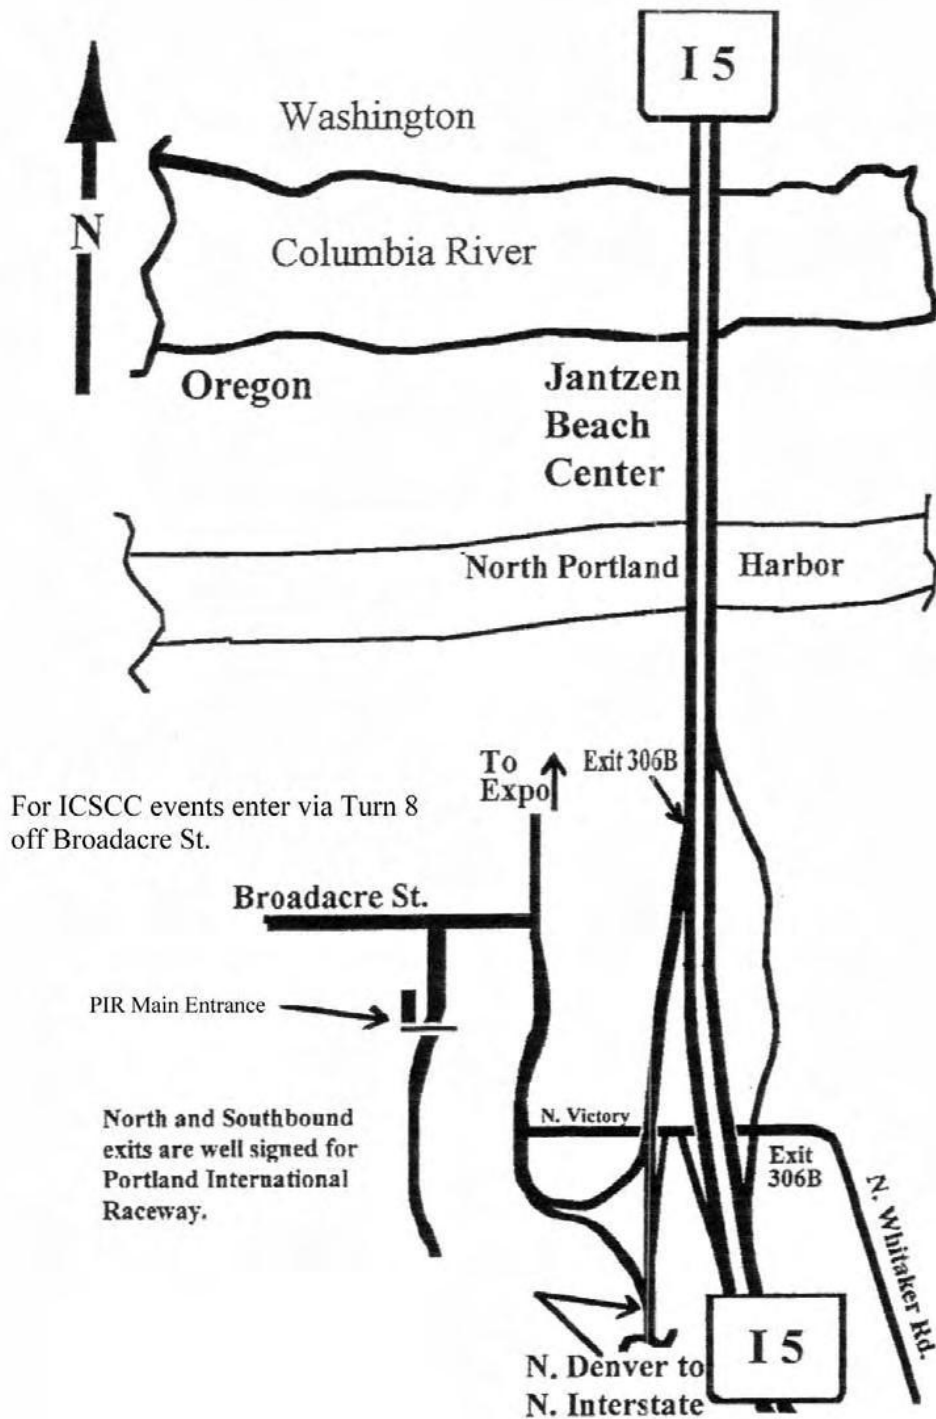 I 5
Washington
N
Columbia River
Oregon
Jantzen
Beach
Center
North Portland Harbor
To
Expo
Exit 306B
For ICSCC events enter via Turn 8
off Broadacre St.
Broadacre St.
PIR Main Entrance
North and Southbound
exits are well signed for
Portland International
Raceway.
N. Victory
Exit
306B
N. Whitaker Rd.
I 5
N. Denver to
N. Interstate